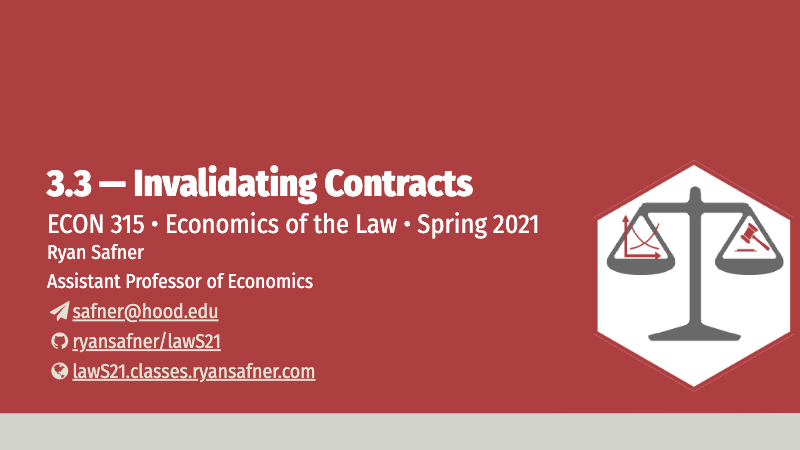 3.3 — Invalidating Contracts
ECON 315 • Economics of the Law • Spring 2021
Ryan Safner
Assistant Professor of Economics
safner@hood.edu
ryansafner/lawS21
lawS21.classes.ryansafner.com